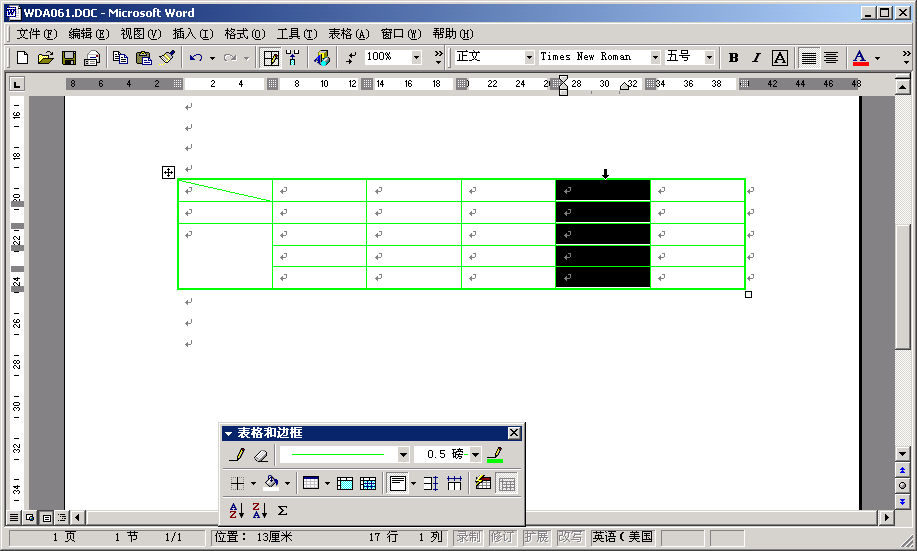 WDA061.DOC - Microsoft Word
文件(F) 编辑(E) 视图(V) 插入(I) 格式(O) 工具(T) 表格(A) 窗口(W) 帮助(H)
100% 正文 Times New Roman 五号 B I A A
8 6 4 2 2 4 6 8 10 12 14 16 18 20 22 24 26 28 30 32 34 36 38 42 44 46 48
16
18
20
22
24
26
28
30
32
34
表格和边框
0.5 磅
1 页 1 节 1/1 位置: 13厘米 17 行 1 列 录制 修订 扩展 改写 英语(美国